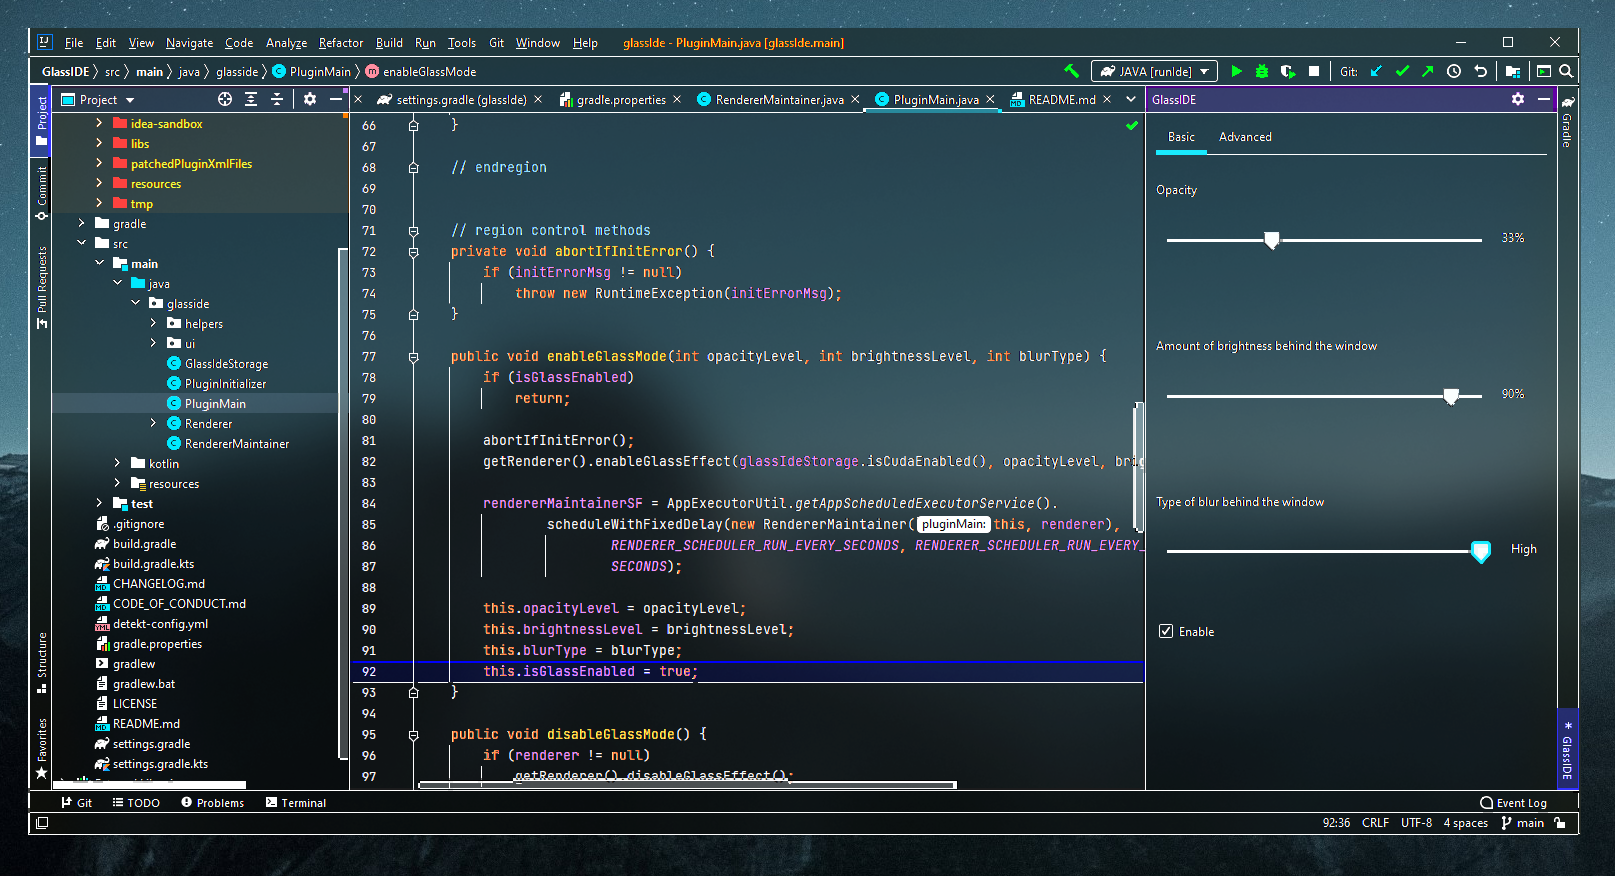 IJ File Edit View Navigate Code Analyze Refactor Build Run Tools Git Window Help glassIde - PluginMain.java [glassIde.main]
GlassIDE src main java glasside PluginMain enableGlassMode JAVA [runIde] Git:
Project
settings.gradle (glassIde) gradle.properties RendererMaintainer.java PluginMain.java README.md
GlassIDE
Project
Commit
Pull Requests
Structure
Favorites
idea-sandbox
libs
patchedPluginXmlFiles
resources
tmp
gradle
src
main
java
glasside
helpers
ui
GlassIdeStorage
PluginInitializer
PluginMain
Renderer
RendererMaintainer
kotlin
resources
test
.gitignore
build.gradle
build.gradle.kts
CHANGELOG.md
CODE_OF_CONDUCT.md
detekt-config.yml
gradle.properties
gradlew
gradlew.bat
LICENSE
README.md
settings.gradle
settings.gradle.kts
66 }
67
68 // endregion
69
70
71 // region control methods
72 private void abortIfInitError() {
73 if (initErrorMsg != null)
74 throw new RuntimeException(initErrorMsg);
75 }
76
77 public void enableGlassMode(int opacityLevel, int brightnessLevel, int blurType) {
78 if (isGlassEnabled)
79 return;
80
81 abortIfInitError();
82 getRenderer().enableGlassEffect(glassIdeStorage.isCudaEnabled(), opacityLevel, brig
83
84 rendererMaintainerSF = AppExecutorUtil.getAppScheduledExecutorService().
85 scheduleWithFixedDelay(new RendererMaintainer( pluginMain: this, renderer),
86 RENDERER_SCHEDULER_RUN_EVERY_SECONDS, RENDERER_SCHEDULER_RUN_EVERY_
87 SECONDS);
88
89 this.opacityLevel = opacityLevel;
90 this.brightnessLevel = brightnessLevel;
91 this.blurType = blurType;
92 this.isGlassEnabled = true;
93 }
94
95 public void disableGlassMode() {
96 if (renderer != null)
97 getRenderer().disableGlassEffect();
Basic Advanced
Opacity
33%
Amount of brightness behind the window
90%
Type of blur behind the window
High
Enable
Gradle
GlassIDE
Git TODO Problems Terminal Event Log
92:36 CRLF UTF-8 4 spaces main